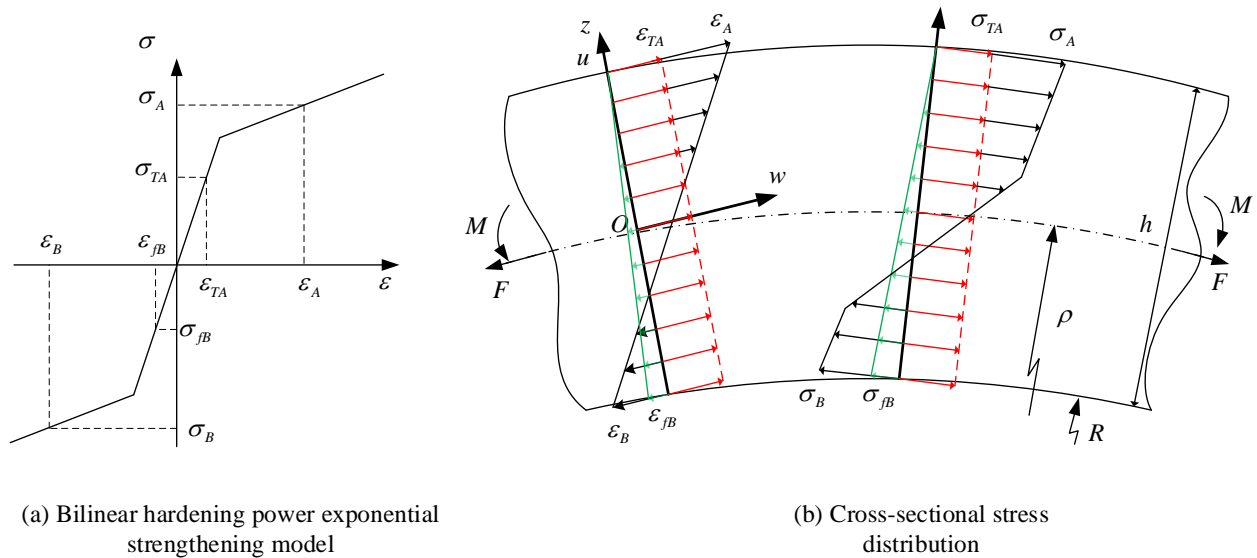 σ
σ_A
σ_TA
ε_B
ε_fB
ε_TA
ε_A
ε
σ_fB
σ_B
z
u
ε_TA
ε_A
w
O
M
F
ε_B
ε_fB
σ_TA
σ_A
σ_B
σ_fB
h
M
F
ρ
R
(a) Bilinear hardening power exponential
strengthening model
(b) Cross-sectional stress
distribution